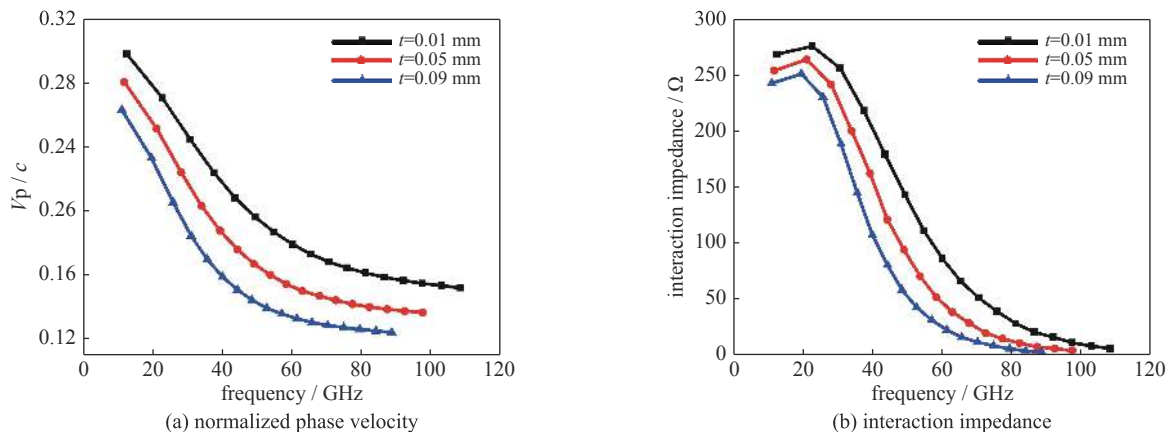 0.32
0.28
0.24
0.26
0.16
0.12
Vp / c
t=0.01 mm
t=0.05 mm
t=0.09 mm
0 20 40 60 80 100 120
frequency / GHz
(a) normalized phase velocity
300
250
200
150
100
50
0
interaction impedance / Ω
t=0.01 mm
t=0.05 mm
t=0.09 mm
0 20 40 60 80 100 120
frequency / GHz
(b) interaction impedance